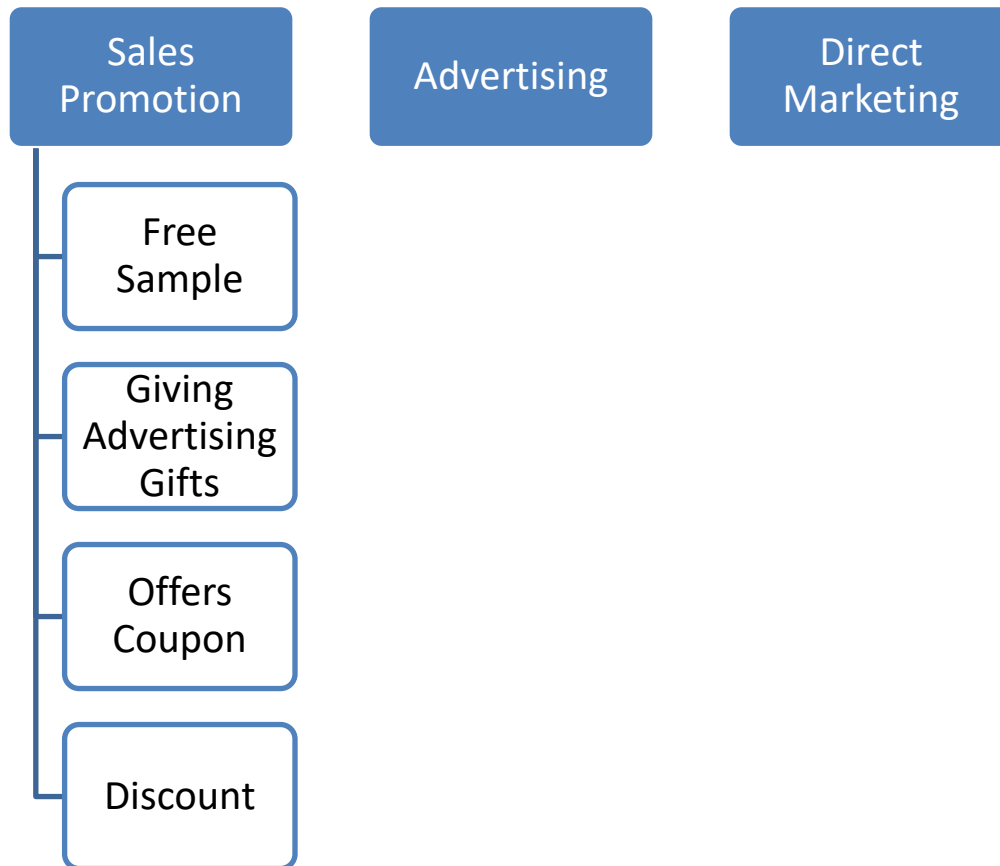 Sales
Promotion
Advertising
Direct
Marketing
Free
Sample
Giving
Advertising
Gifts
Offers
Coupon
Discount